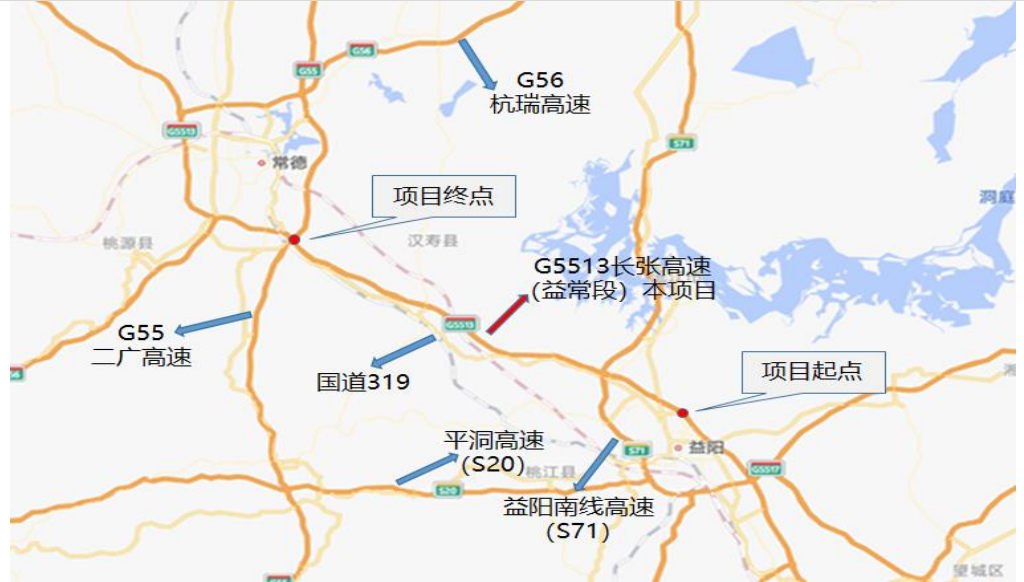 G56
G55
G56
杭瑞高速
G5513
S71
常德
项目终点
洞庭
桃源县
汉寿县
G5513长张高速
(益常段）本项目
G5513
G55
二广高速
国道319
项目起点
湘
平洞高速
(S20）
桃江县
S71
益阳
G5517
S20
益阳南线高速
(S71）
望城区